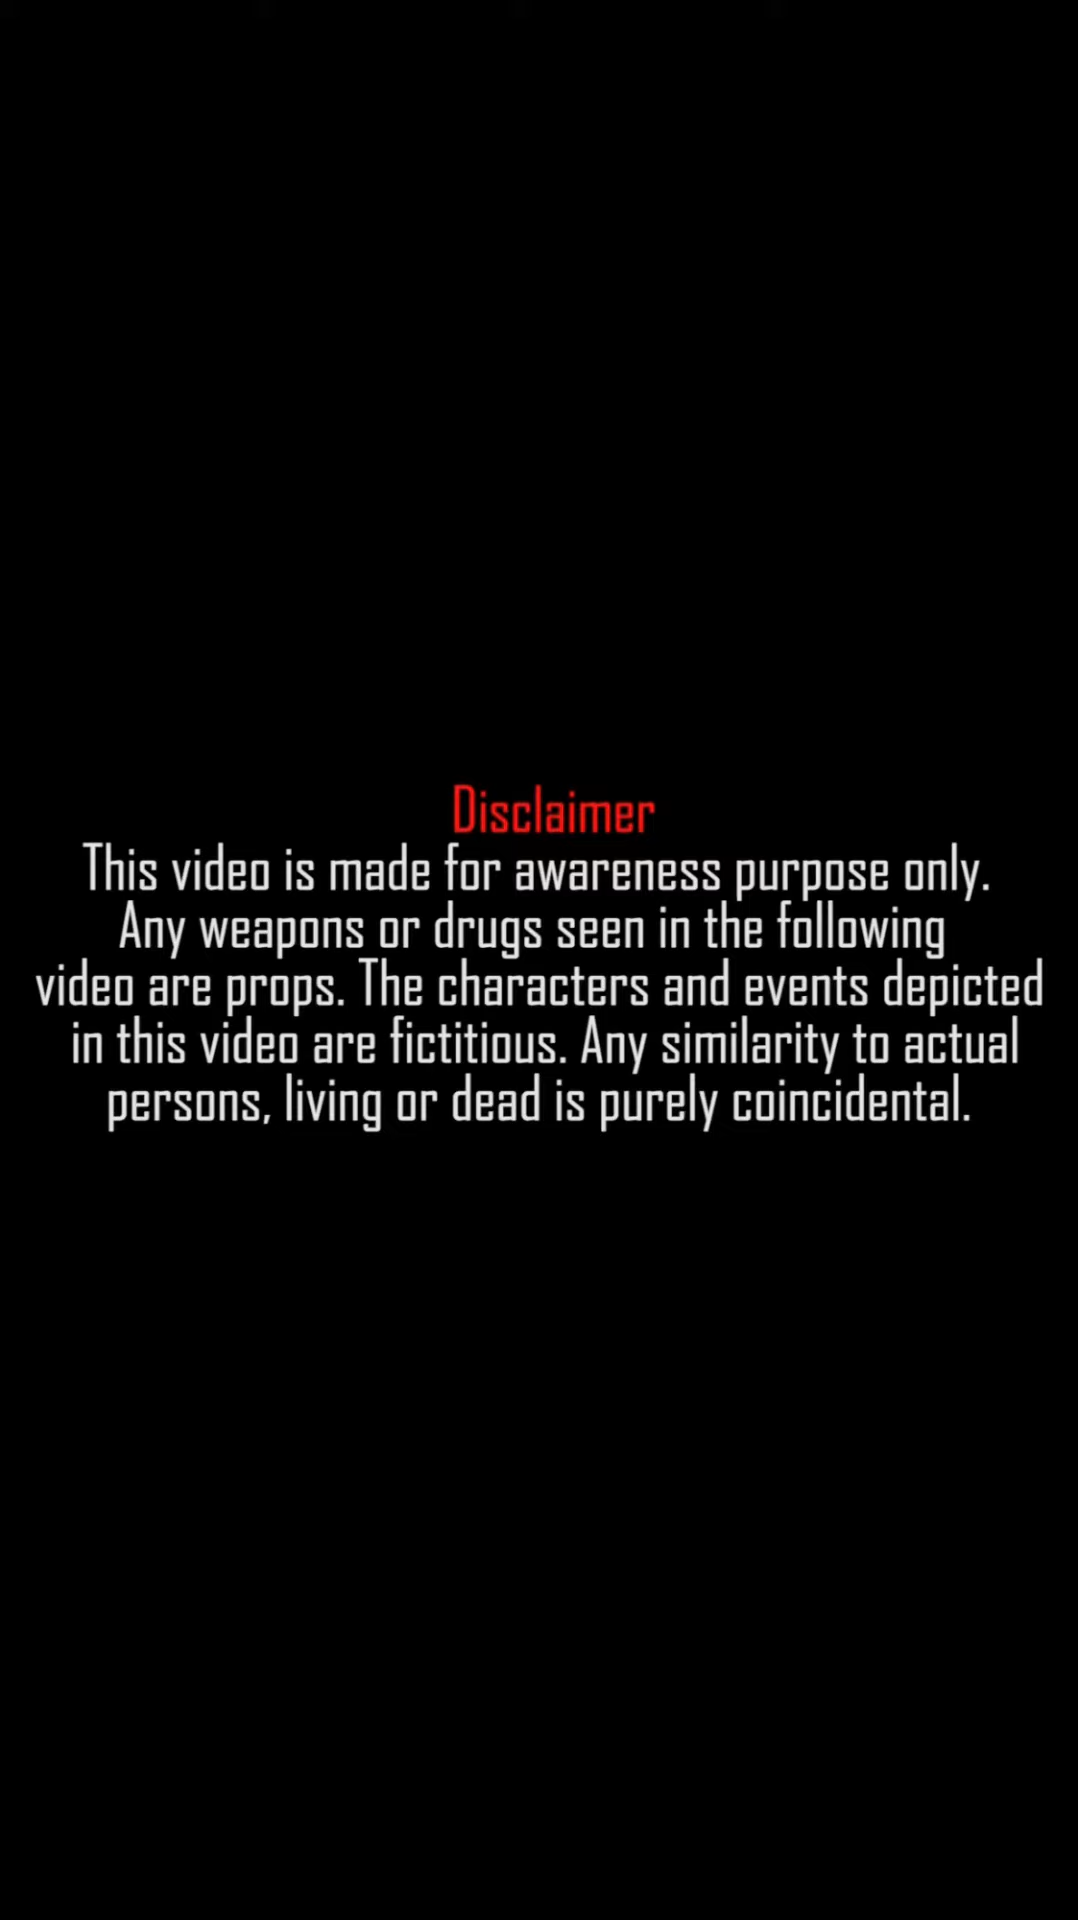 Disclaimer
This video is made for awareness purpose only.
Any weapons or drugs seen in the following
video are props. The characters and events depicted
in this video are fictitious. Any similarity to actual
persons, living or dead is purely coincidental.